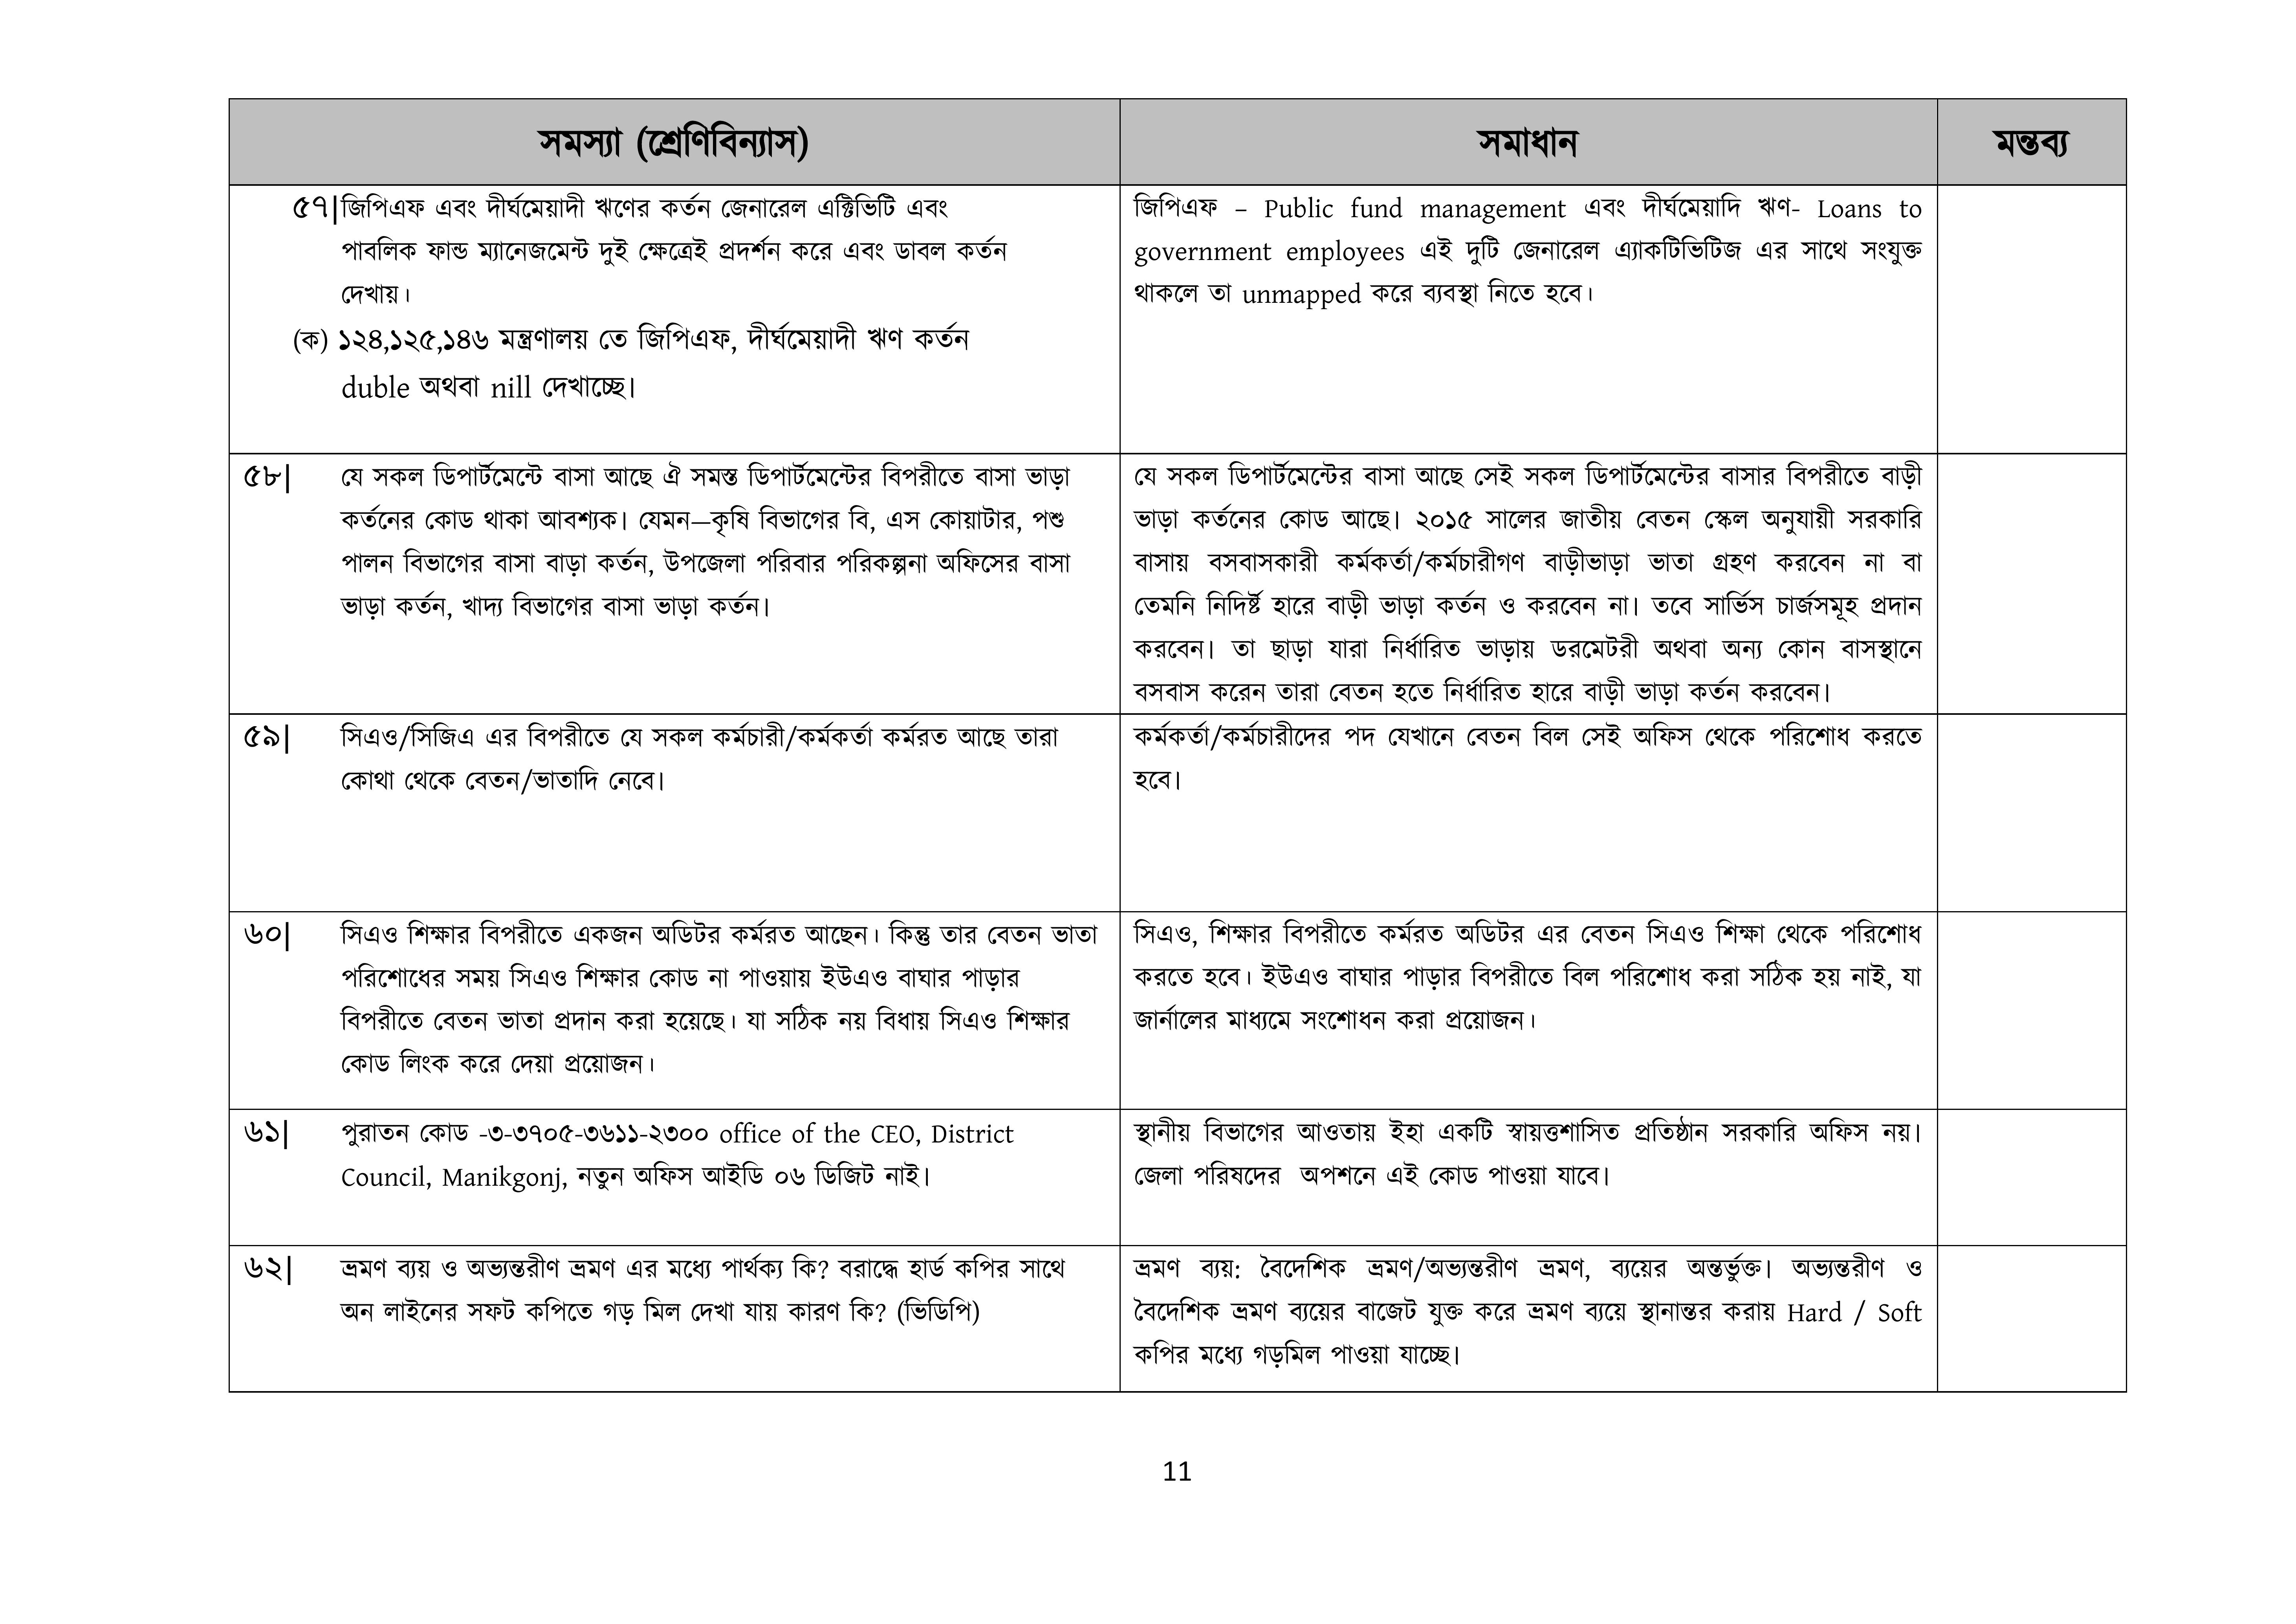 সমস্যা (শ্রেণিবিন্যাস)
সমাধান
মন্তব্য
৫৭|জিপিএফ এবং দীর্ঘমেয়াদী ঋণের কর্তন জেনারেল এক্টিভিটি এবং
পাবলিক ফান্ড ম্যানেজমেন্ট দুই ক্ষেত্রেই প্রদর্শন করে এবং ডাবল কর্তন
দেখায়।
(ক) ১২৪,১২৫,১৪৬ মন্ত্রণালয় তে জিপিএফ, দীর্ঘমেয়াদী ঋণ কর্তন
duble অথবা nill দেখাচ্ছে।
জিপিএফ – Public fund management এবং দীর্ঘমেয়াদি ঋণ- Loans to
government employees এই দুটি জেনারেল এ্যাকটিভিটিজ এর সাথে সংযুক্ত
থাকলে তা unmapped করে ব্যবস্থা নিতে হবে।
৫৮| যে সকল ডিপার্টমেন্টে বাসা আছে ঐ সমস্ত ডিপার্টমেন্টের বিপরীতে বাসা ভাড়া
কর্তনের কোড থাকা আবশ্যক। যেমন—কৃষি বিভাগের বি, এস কোয়াটার, পশু
পালন বিভাগের বাসা বাড়া কর্তন, উপজেলা পরিবার পরিকল্পনা অফিসের বাসা
ভাড়া কর্তন, খাদ্য বিভাগের বাসা ভাড়া কর্তন।
যে সকল ডিপার্টমেন্টের বাসা আছে সেই সকল ডিপার্টমেন্টের বাসার বিপরীতে বাড়ী
ভাড়া কর্তনের কোড আছে। ২০১৫ সালের জাতীয় বেতন স্কেল অনুযায়ী সরকারি
বাসায় বসবাসকারী কর্মকর্তা/কর্মচারীগণ বাড়ীভাড়া ভাতা গ্রহণ করবেন না বা
তেমনি নিদির্ষ্ট হারে বাড়ী ভাড়া কর্তন ও করবেন না। তবে সার্ভিস চার্জসমূহ প্রদান
করবেন। তা ছাড়া যারা নির্ধারিত ভাড়ায় ডরমেটরী অথবা অন্য কোন বাসস্থানে
বসবাস করেন তারা বেতন হতে নির্ধারিত হারে বাড়ী ভাড়া কর্তন করবেন।
৫৯| সিএও/সিজিএ এর বিপরীতে যে সকল কর্মচারী/কর্মকর্তা কর্মরত আছে তারা
কোথা থেকে বেতন/ভাতাদি নেবে।
কর্মকর্তা/কর্মচারীদের পদ যেখানে বেতন বিল সেই অফিস থেকে পরিশোধ করতে
হবে।
৬০| সিএও শিক্ষার বিপরীতে একজন অডিটর কর্মরত আছেন। কিন্তু তার বেতন ভাতা
পরিশোধের সময় সিএও শিক্ষার কোড না পাওয়ায় ইউএও বাঘার পাড়ার
বিপরীতে বেতন ভাতা প্রদান করা হয়েছে। যা সঠিক নয় বিধায় সিএও শিক্ষার
কোড লিংক করে দেয়া প্রয়োজন।
সিএও, শিক্ষার বিপরীতে কর্মরত অডিটর এর বেতন সিএও শিক্ষা থেকে পরিশোধ
করতে হবে। ইউএও বাঘার পাড়ার বিপরীতে বিল পরিশোধ করা সঠিক হয় নাই, যা
জার্নালের মাধ্যমে সংশোধন করা প্রয়োজন।
৬১| পুরাতন কোড -৩-৩৭০৫-৩৬১১-২৩০০ office of the CEO, District
Council, Manikgonj, নতুন অফিস আইডি ০৬ ডিজিট নাই।
স্থানীয় বিভাগের আওতায় ইহা একটি স্বায়ত্তশাসিত প্রতিষ্ঠান সরকারি অফিস নয়।
জেলা পরিষদের অপশনে এই কোড পাওয়া যাবে।
৬২| ভ্রমণ ব্যয় ও অভ্যন্তরীণ ভ্রমণ এর মধ্যে পার্থক্য কি? বরাদ্ধে হার্ড কপির সাথে
অন লাইনের সফট কপিতে গড় মিল দেখা যায় কারণ কি? (ভিডিপি)
ভ্রমণ ব্যয়: বৈদেশিক ভ্রমণ/অভ্যন্তরীণ ভ্রমণ, ব্যয়ের অন্তর্ভুক্ত। অভ্যন্তরীণ ও
বৈদেশিক ভ্রমণ ব্যয়ের বাজেট যুক্ত করে ভ্রমণ ব্যয়ে স্থানান্তর করায় Hard / Soft
কপির মধ্যে গড়মিল পাওয়া যাচ্ছে।
11